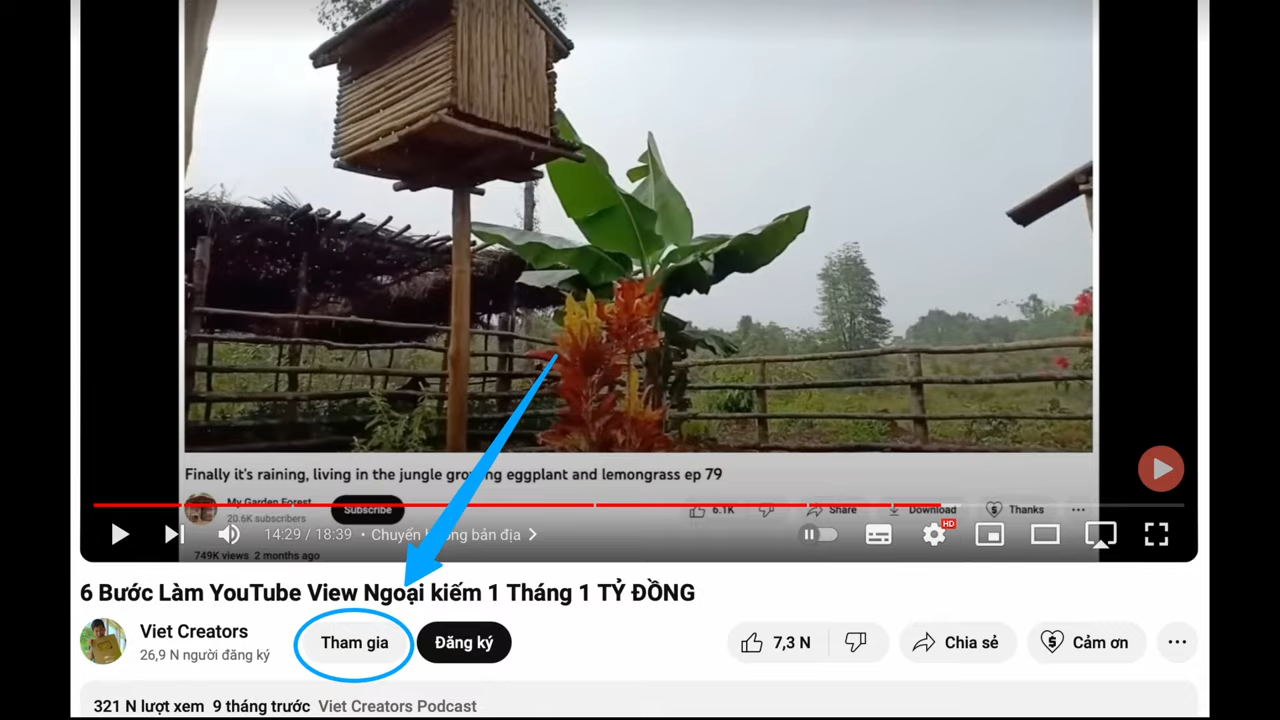 Finally it's raining, living in the jungle growing eggplant and lemongrass ep 79
My Garden Forest
20.6K subscribers
Subscribe
6.1K
Share
Download
Thanks
14:29 / 18:39 • Chuyển không bản địa
HD
749K views 2 months ago
6 Bước Làm YouTube View Ngoại kiếm 1 Tháng 1 TỶ ĐỒNG
Viet Creators
26,9 N người đăng ký
Tham gia
Đăng ký
7,3 N
Chia sẻ
Cảm ơn
321 N lượt xem 9 tháng trước Viet Creators Podcast